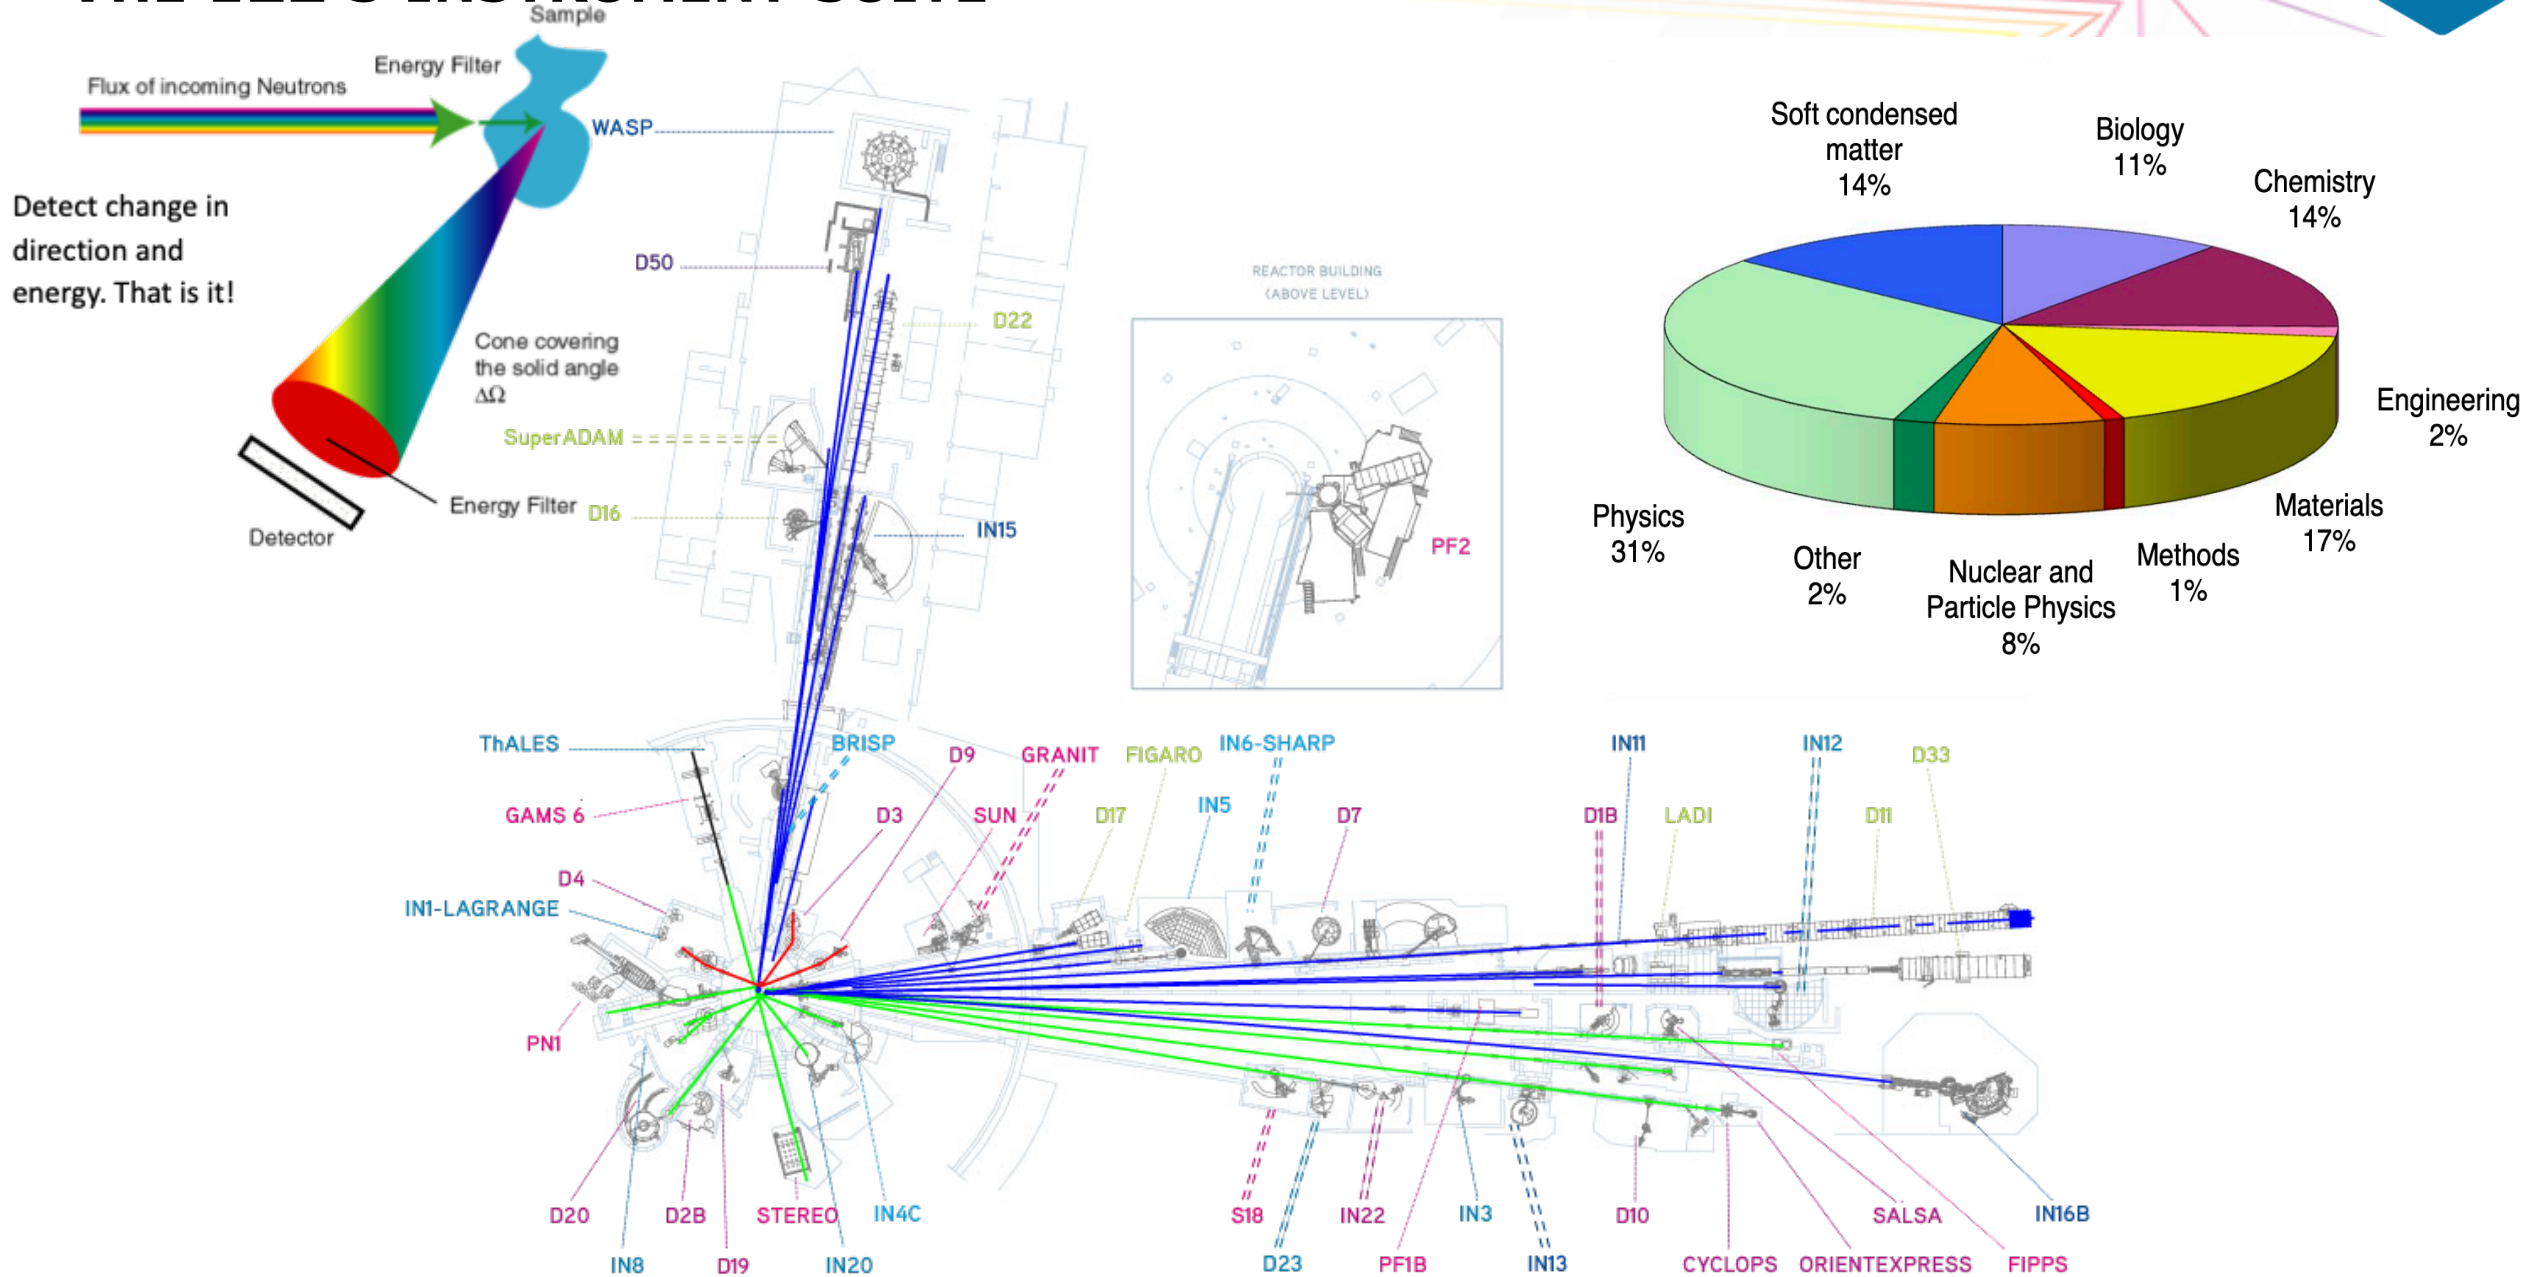 THE ILL'S INSTRUMENT SUITE
Sample
Energy Filter
Flux of incoming Neutrons
Detect change in
direction and
energy. That is it!
Cone covering
the solid angle
ΔΩ
Energy Filter
Detector
WASP
D50
D22
SuperADAM
D16
IN15
REACTOR BUILDING
(ABOVE LEVEL)
PF2
Soft condensed
matter
14%
Biology
11%
Chemistry
14%
Engineering
2%
Materials
17%
Methods
1%
Nuclear and
Particle Physics
8%
Other
2%
Physics
31%
ThALES
BRISP
D9
GRANIT
FIGARO
IN6-SHARP
IN11
IN12
D33
GAMS 6
D3
SUN
D17
IN5
D7
D1B
LADI
D11
D4
IN1-LAGRANGE
PN1
D20
D2B
STEREO
IN4C
S18
IN22
IN3
D10
SALSA
IN16B
IN8
D19
IN20
D23
PF1B
IN13
CYCLOPS
ORIENTEXPRESS
FIPPS